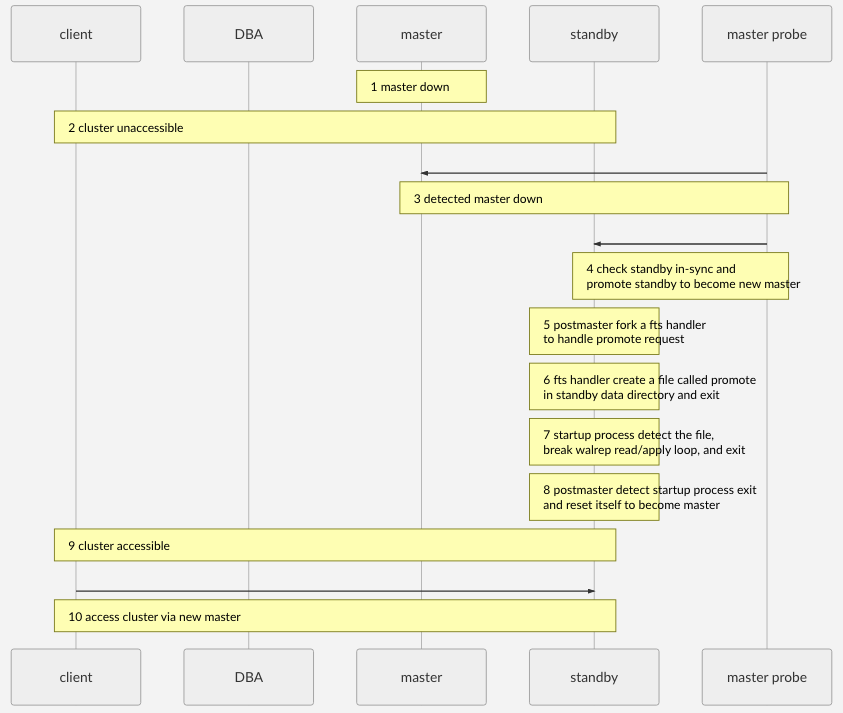 client
DBA
master
standby
master probe
1 master down
2 cluster unaccessible
3 detected master down
4 check standby in-sync and
promote standby to become new master
5 postmaster fork a fts handler
to handle promote request
6 fts handler create a file called promote
in standby data directory and exit
7 startup process detect the file,
break walrep read/apply loop, and exit
8 postmaster detect startup process exit
and reset itself to become master
9 cluster accessible
10 access cluster via new master
client
DBA
master
standby
master probe